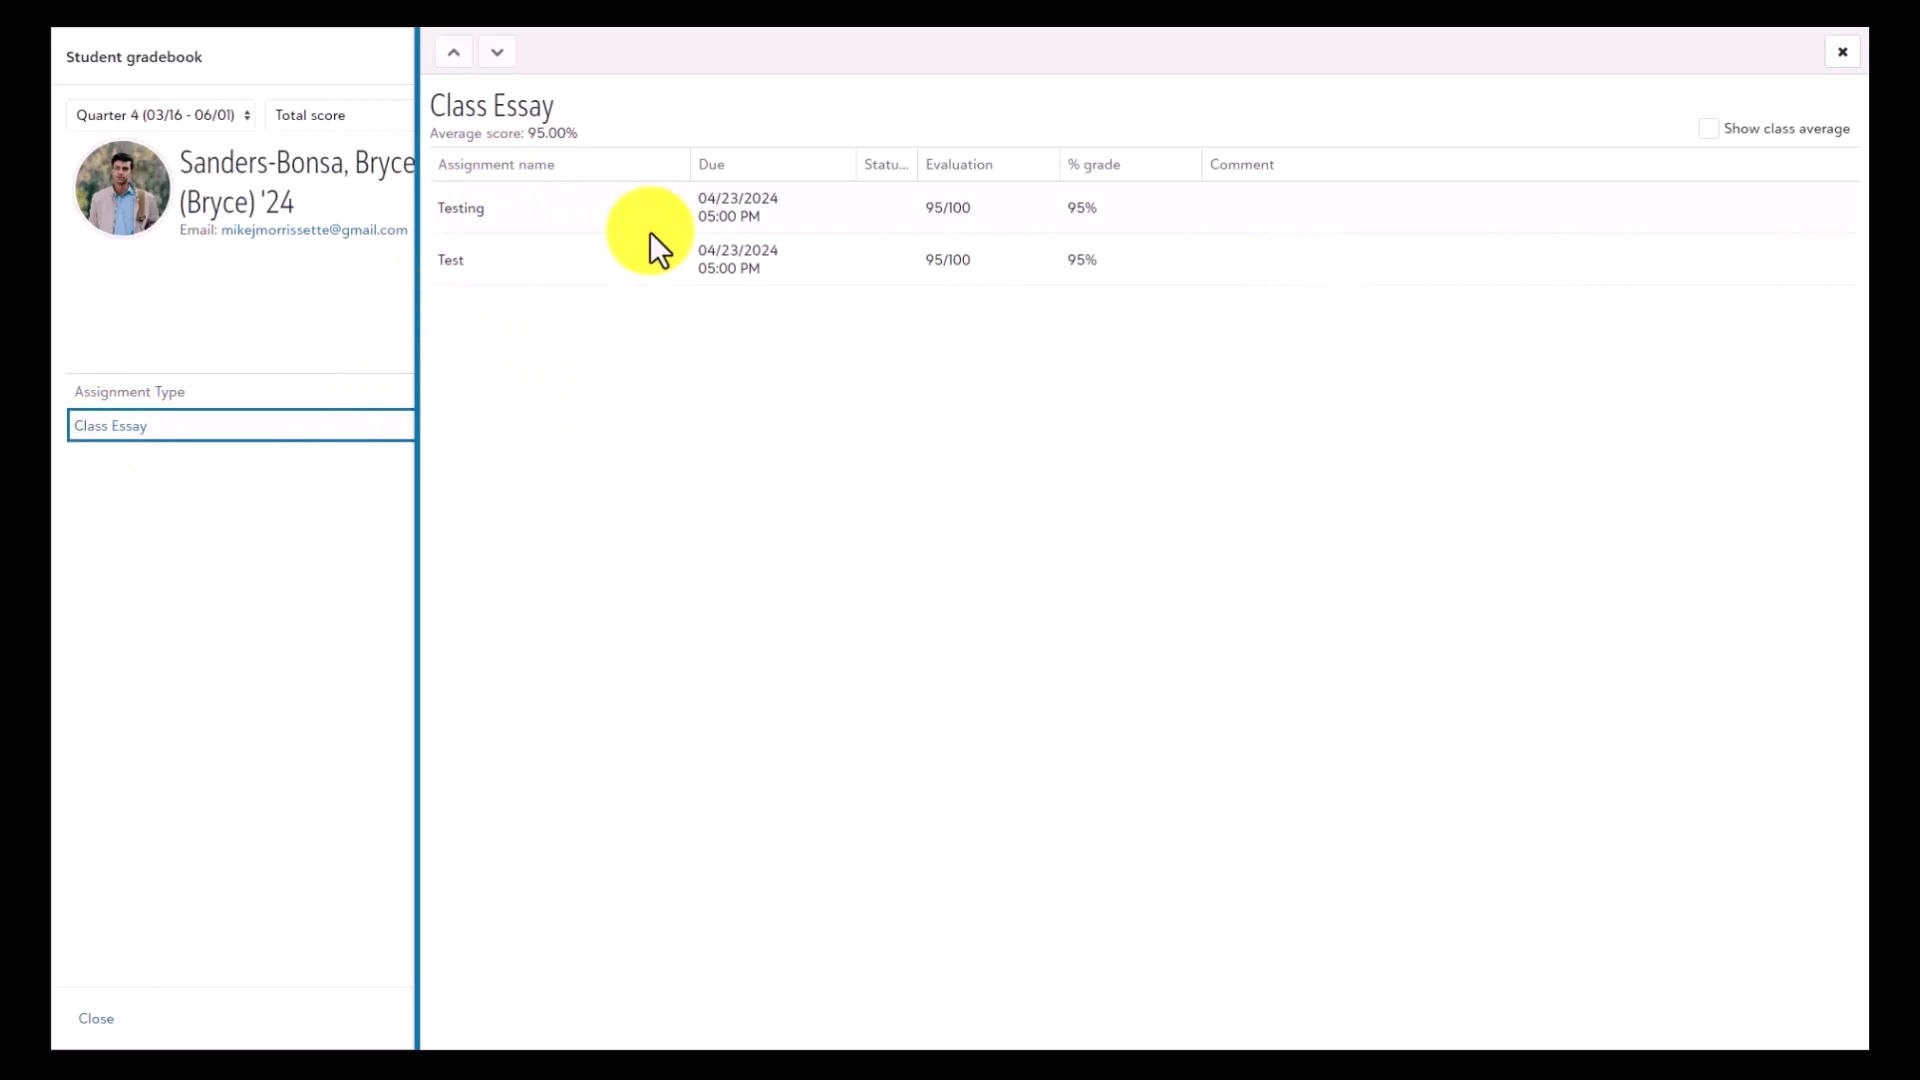 Student gradebook
Quarter 4 (03/16 - 06/01)
Total score
Sanders-Bonsa, Bryce
(Bryce) '24
Email: mikejmorrissette@gmail.com
Assignment Type
Class Essay
Close
Class Essay
Average score: 95.00%
Show class average
Assignment name Due Statu... Evaluation % grade Comment
Testing 04/23/2024 05:00 PM 95/100 95%
Test 04/23/2024 05:00 PM 95/100 95%